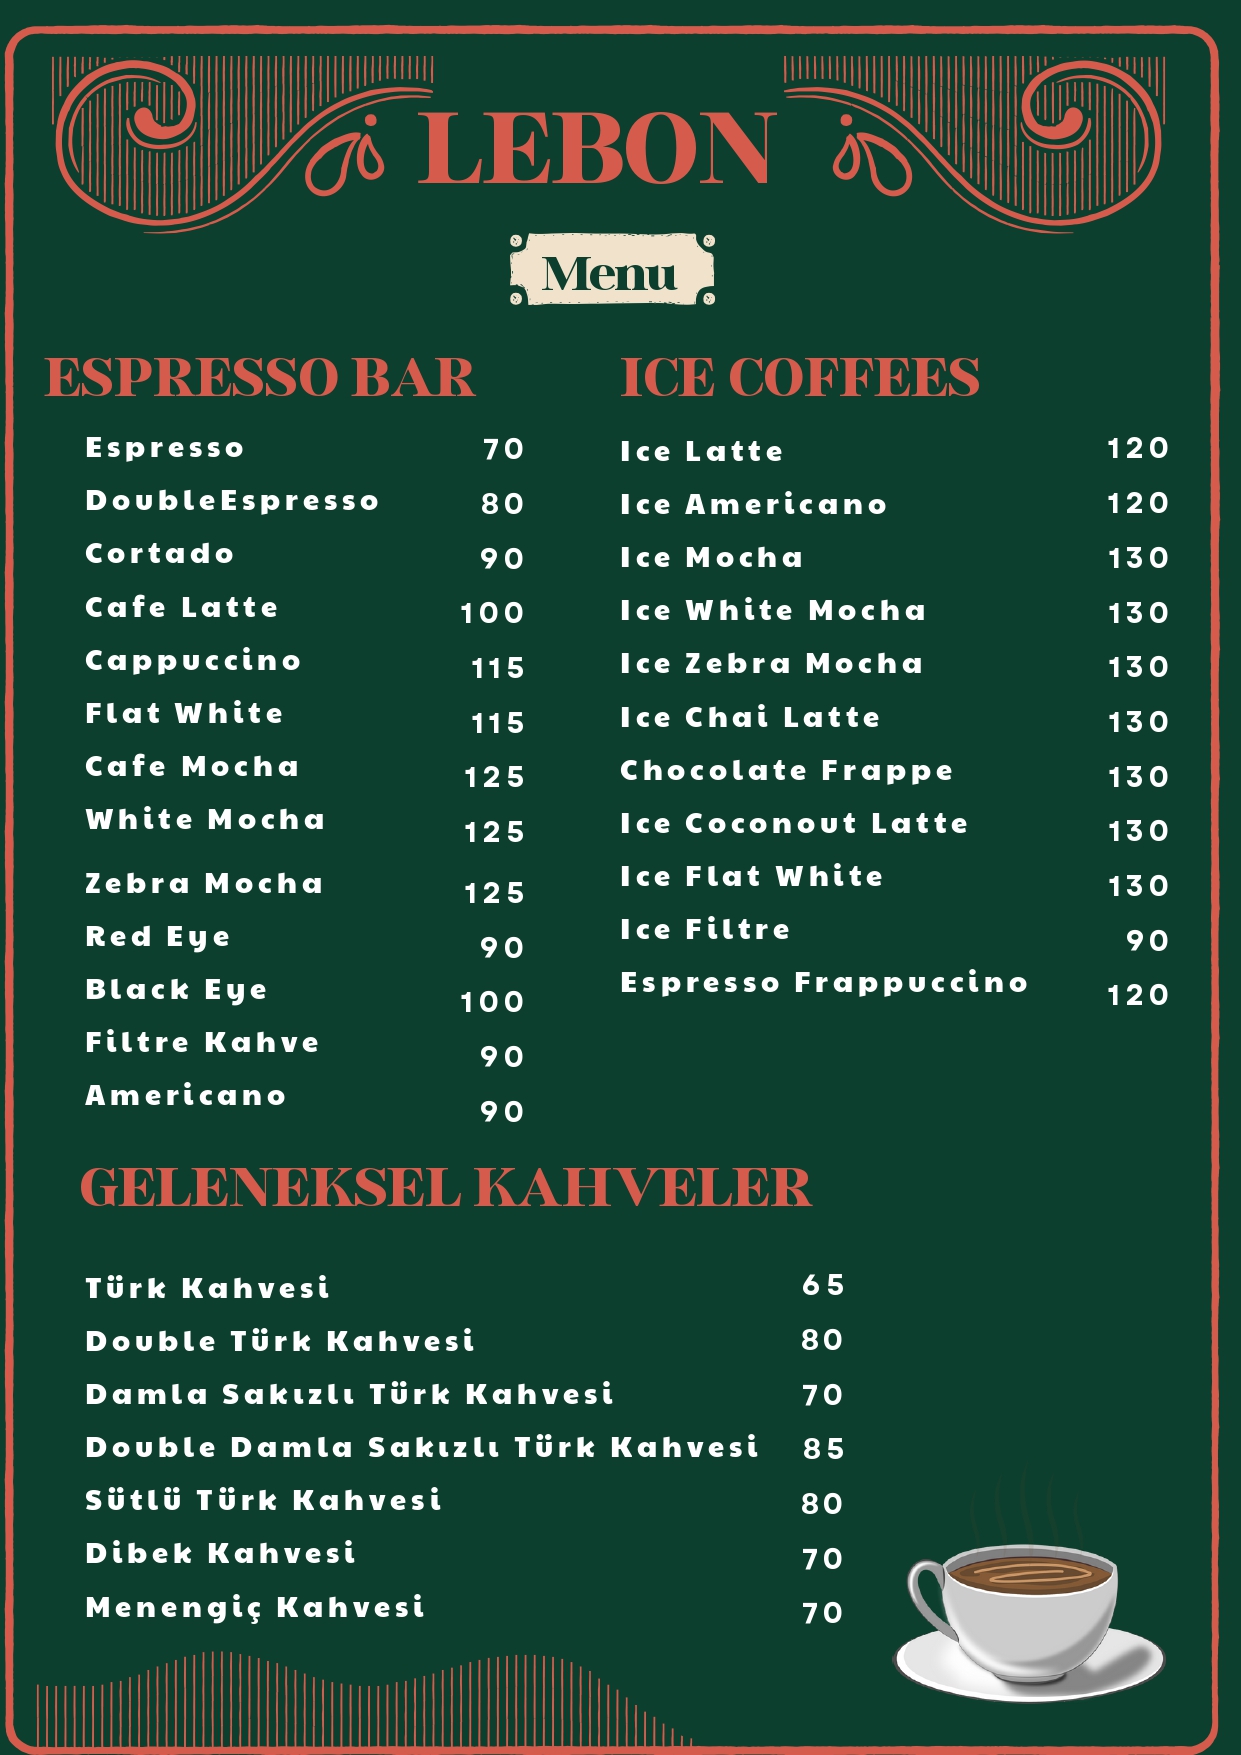 LEBON
Menu
ESPRESSO BAR
Espresso 70
DoubleEspresso 80
Cortado 90
Cafe Latte 100
Cappuccino 115
Flat White 115
Cafe Mocha 125
White Mocha 125
Zebra Mocha 125
Red Eye 90
Black Eye 100
Filtre Kahve 90
Americano 90
ICE COFFEES
Ice Latte 120
Ice Americano 120
Ice Mocha 130
Ice White Mocha 130
Ice Zebra Mocha 130
Ice Chai Latte 130
Chocolate Frappe 130
Ice Coconout Latte 130
Ice Flat White 130
Ice Filtre 90
Espresso Frappuccino 120
GELENEKSEL KAHVELER
Türk Kahvesi 65
Double Türk Kahvesi 80
Damla Sakızlı Türk Kahvesi 70
Double Damla Sakızlı Türk Kahvesi 85
Sütlü Türk Kahvesi 80
Dibek Kahvesi 70
Menengiç Kahvesi 70